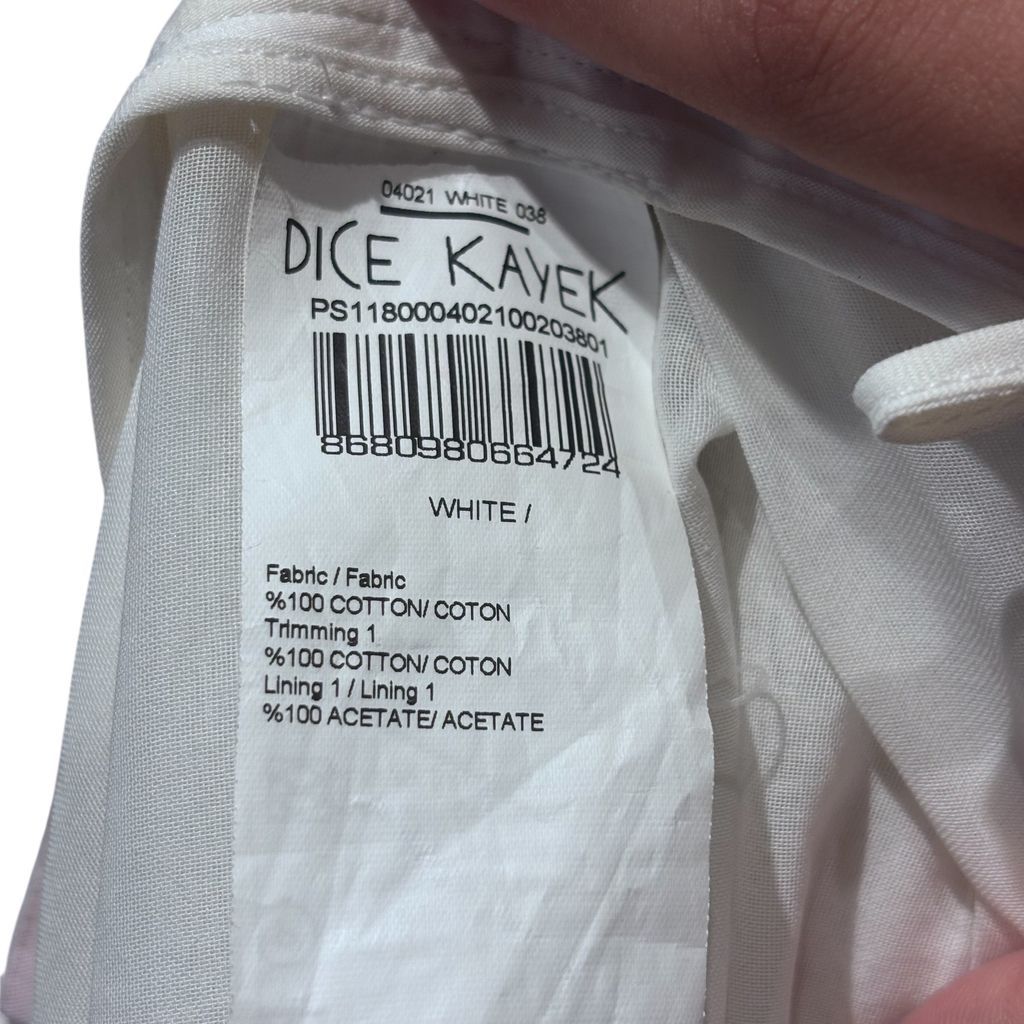 04021 WHITE 038
DICE KAYEK
PS118000402100203801
8680980664724
WHITE /
Fabric / Fabric
%100 COTTON/ COTON
Trimming 1
%100 COTTON/ COTON
Lining 1 / Lining 1
%100 ACETATE/ ACETATE